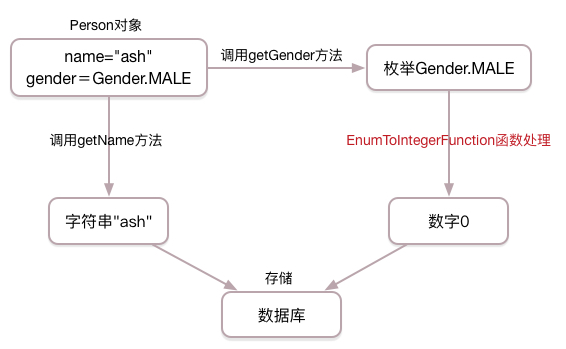 Person对象
name="ash"
gender＝Gender.MALE
调用getGender方法
枚举Gender.MALE
调用getName方法
EnumToIntegerFunction函数处理
字符串"ash"
数字0
存储
数据库